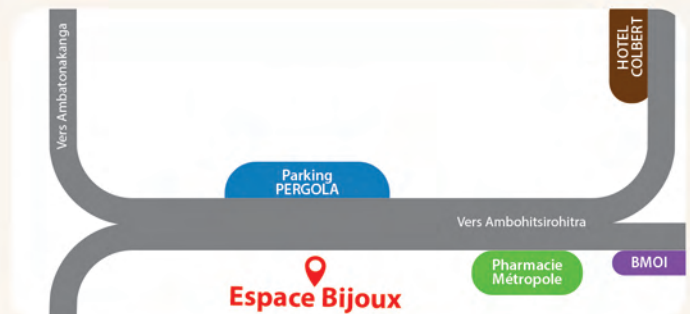 Vers Ambatonakanga
HOTEL
COLBERT
Parking
PERGOLA
Vers Ambohitsirohitra
Espace Bijoux
Pharmacie
Métropole
BMOI